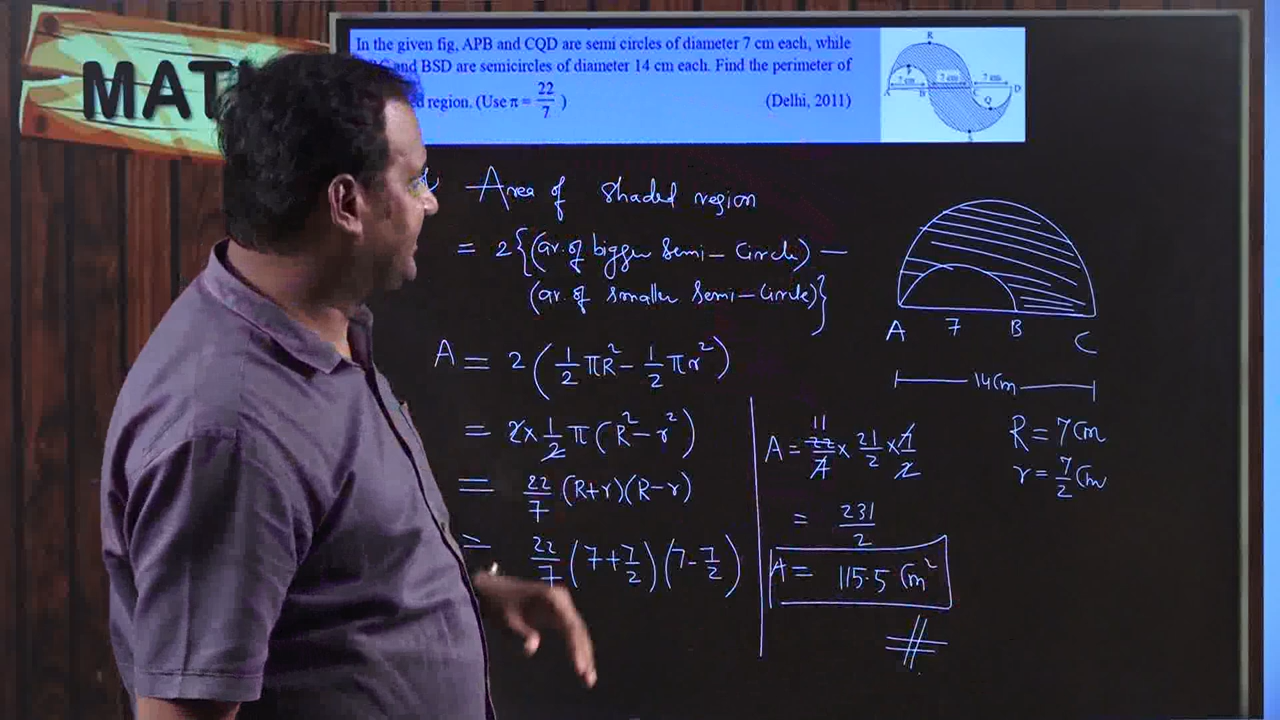 MAT
In the given fig, APB and CQD are semi circles of diameter 7 cm each, while
and BSD are semicircles of diameter 14 cm each. Find the perimeter of
region. (Use π = 22/7 ) (Delhi, 2011)
R
P
7 cm 7 cm 7 cm
A B C D
Q
Area of shaded region
= 2{(ar. of bigger semi-circle) —
(ar. of smaller semi-circle)}
A = 2(1/2 πR² - 1/2 πr²)
= 2 × 1/2 π (R² - r²)
= 22/7 (R+r)(R-r)
= 22/7 (7+7/2)(7-7/2)
A = 22/7 × 21/2 × 7/2
11
= 231/2
A = 115.5 Cm²
A 7 B C
14 Cm
R = 7 Cm
r = 7/2 Cm